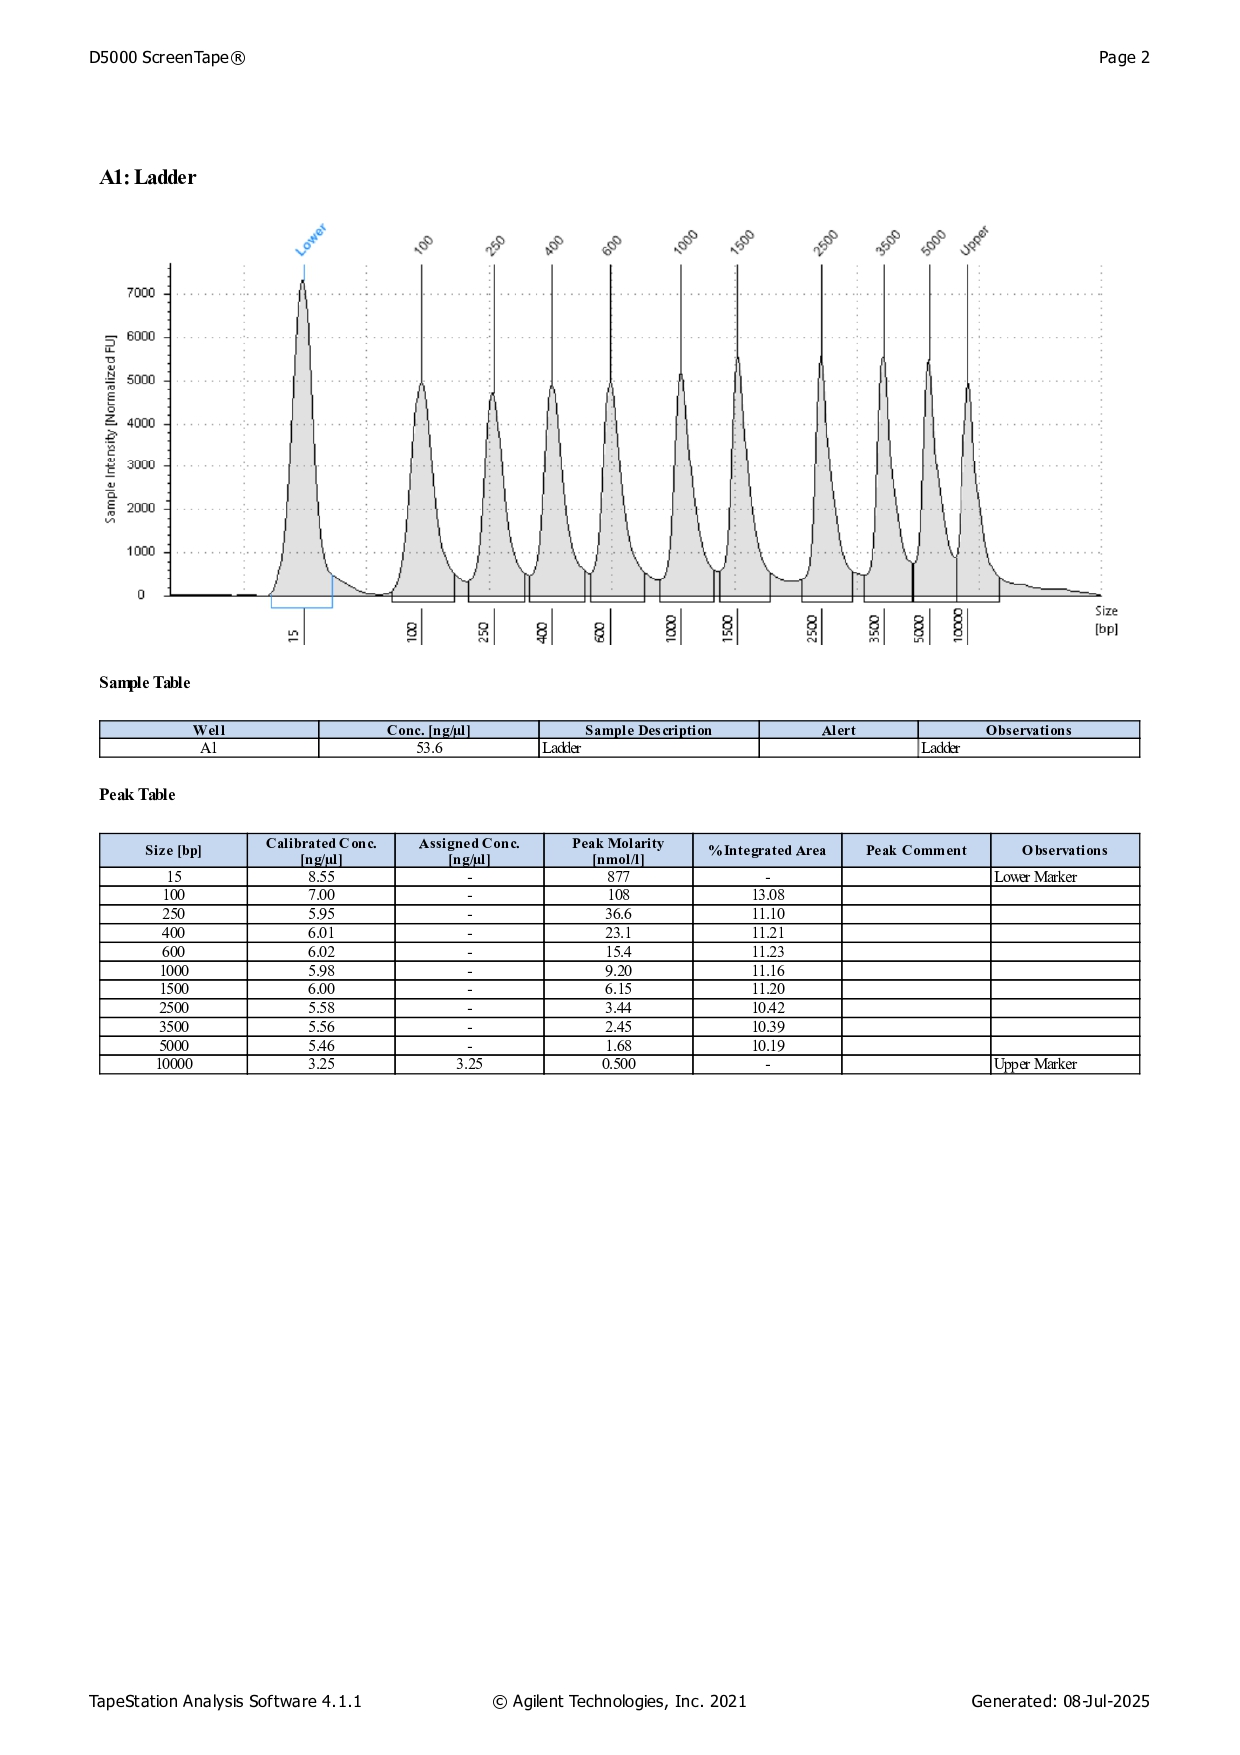 D5000 ScreenTape® Page 2
A1: Ladder
Lower 100 250 400 600 1000 1500 2500 3500 5000 Upper
Sample Intensity [Normalized FU]
7000
6000
5000
4000
3000
2000
1000
0
15 100 250 400 600 1000 1500 2500 3500 5000 10000
Size
[bp]
Sample Table
Well Conc. [ng/µl] Sample Description Alert Observations
A1 53.6 Ladder Ladder
Peak Table
Size [bp] Calibrated Conc. [ng/µl] Assigned Conc. [ng/µl] Peak Molarity [nmol/l] % Integrated Area Peak Comment Observations
15 8.55 - 877 - Lower Marker
100 7.00 - 108 13.08
250 5.95 - 36.6 11.10
400 6.01 - 23.1 11.21
600 6.02 - 15.4 11.23
1000 5.98 - 9.20 11.16
1500 6.00 - 6.15 11.20
2500 5.58 - 3.44 10.42
3500 5.56 - 2.45 10.39
5000 5.46 - 1.68 10.19
10000 3.25 3.25 0.500 - Upper Marker
TapeStation Analysis Software 4.1.1 © Agilent Technologies, Inc. 2021 Generated: 08-Jul-2025